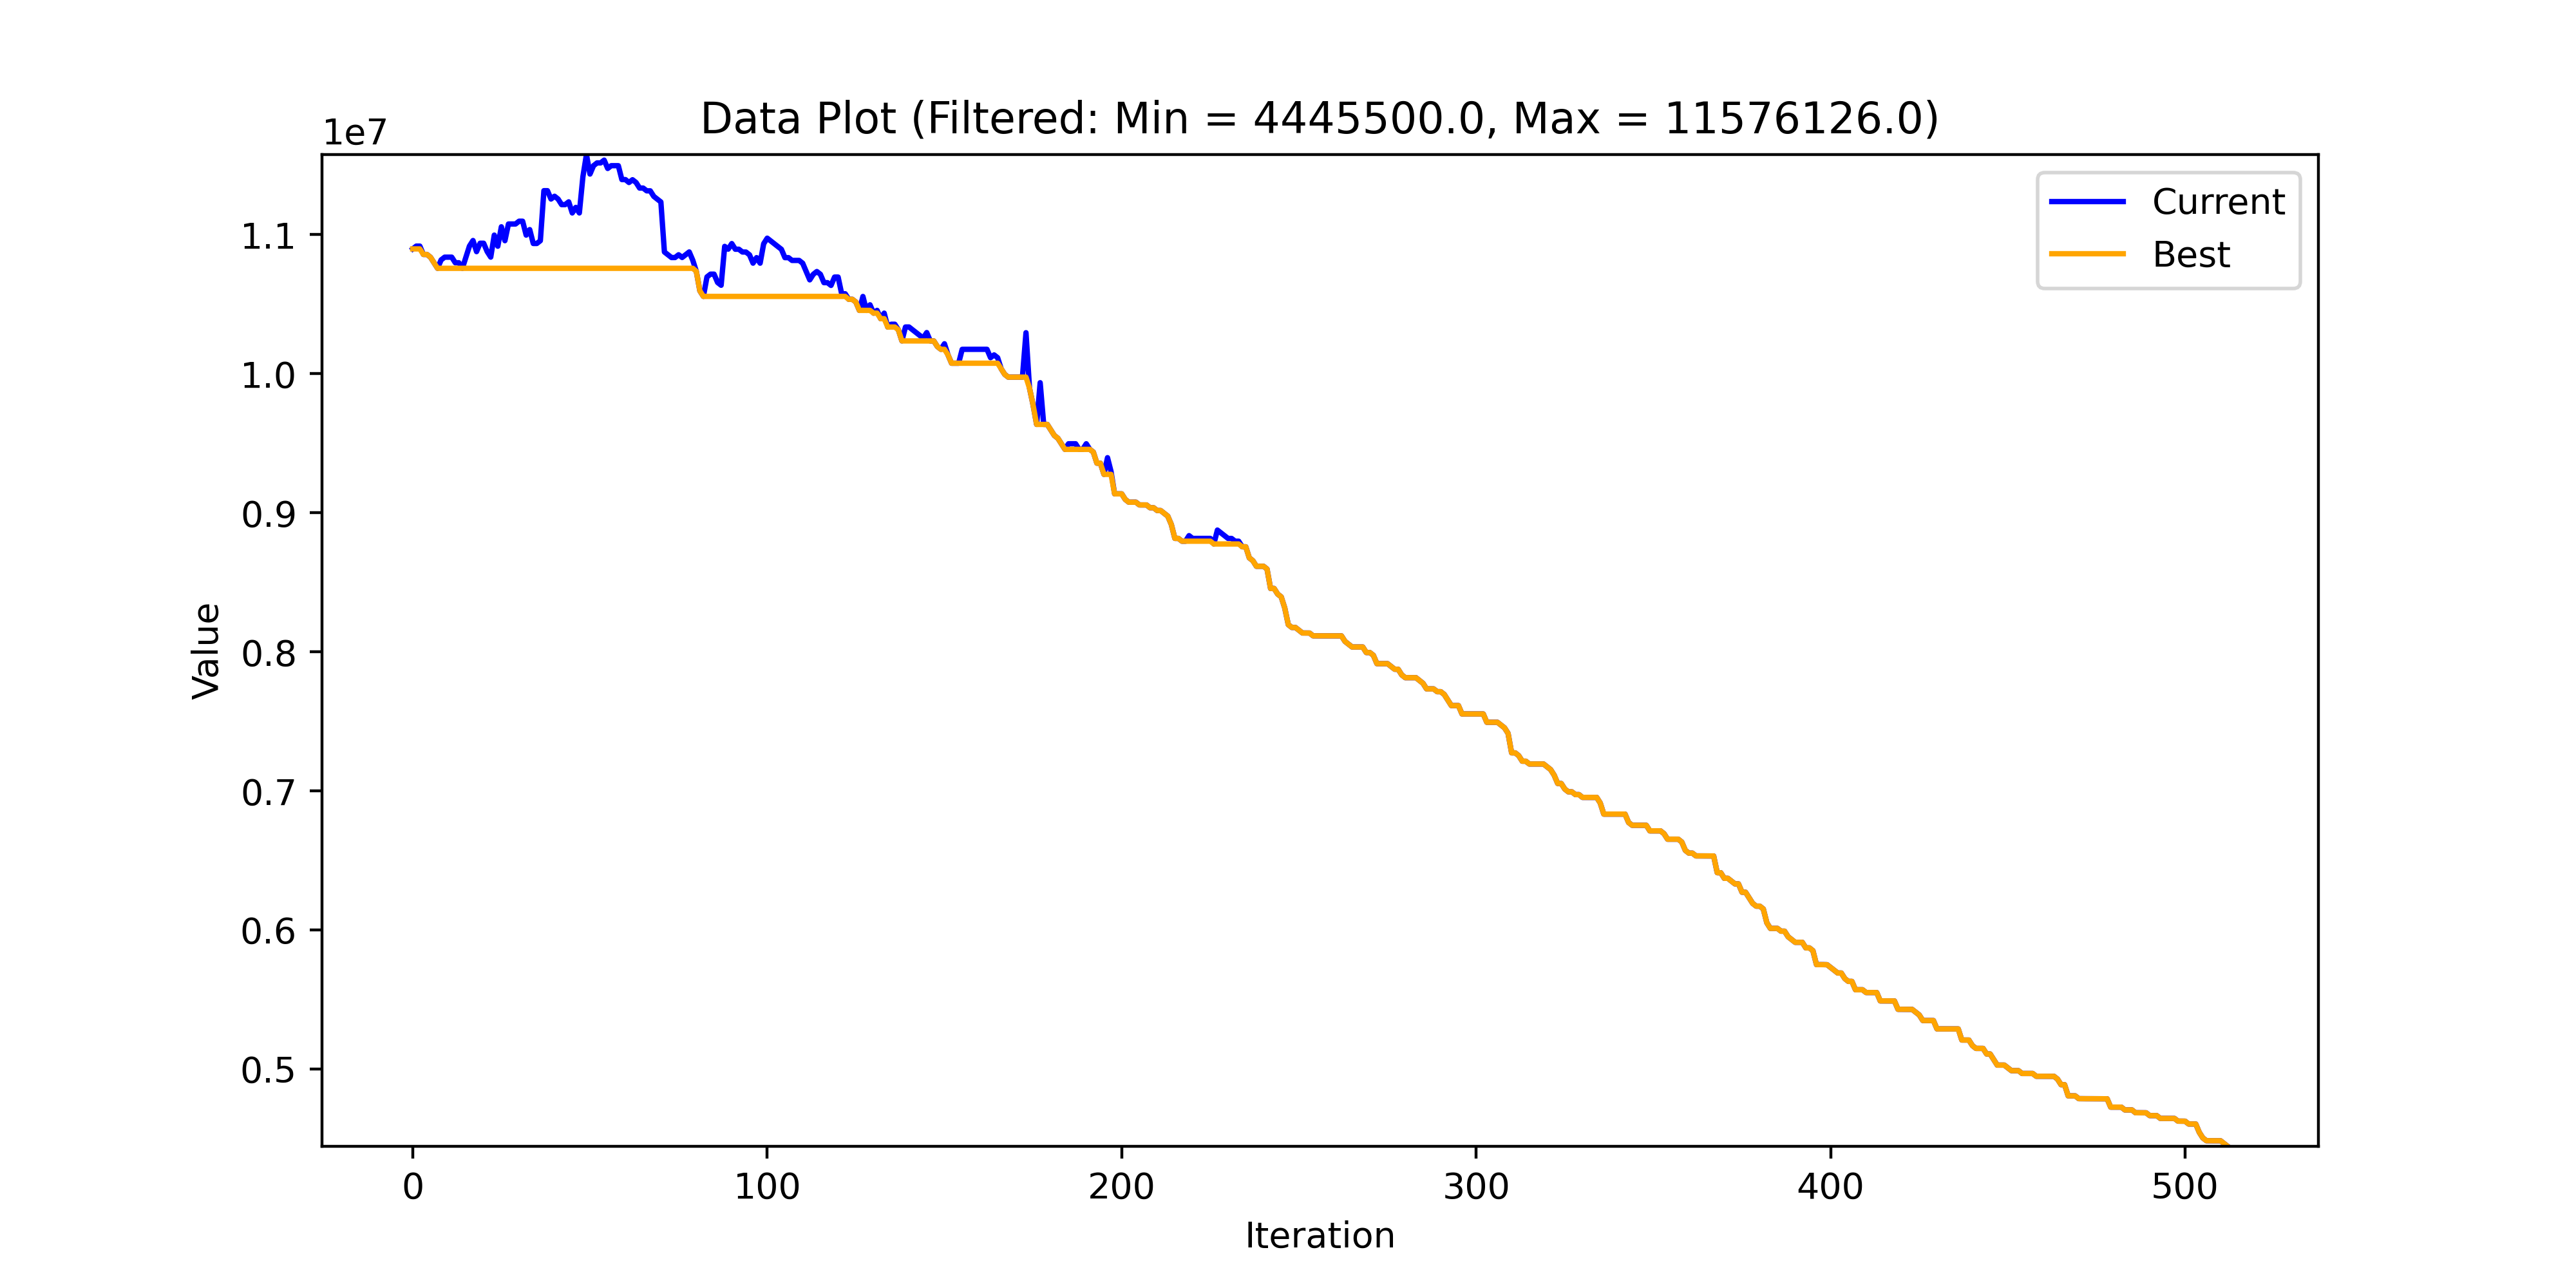 Data Plot (Filtered: Min = 4445500.0, Max = 11576126.0)
1e7
Current
Best
1.1
1.0
0.9
0.8
0.7
0.6
0.5
Value
0 100 200 300 400 500
Iteration